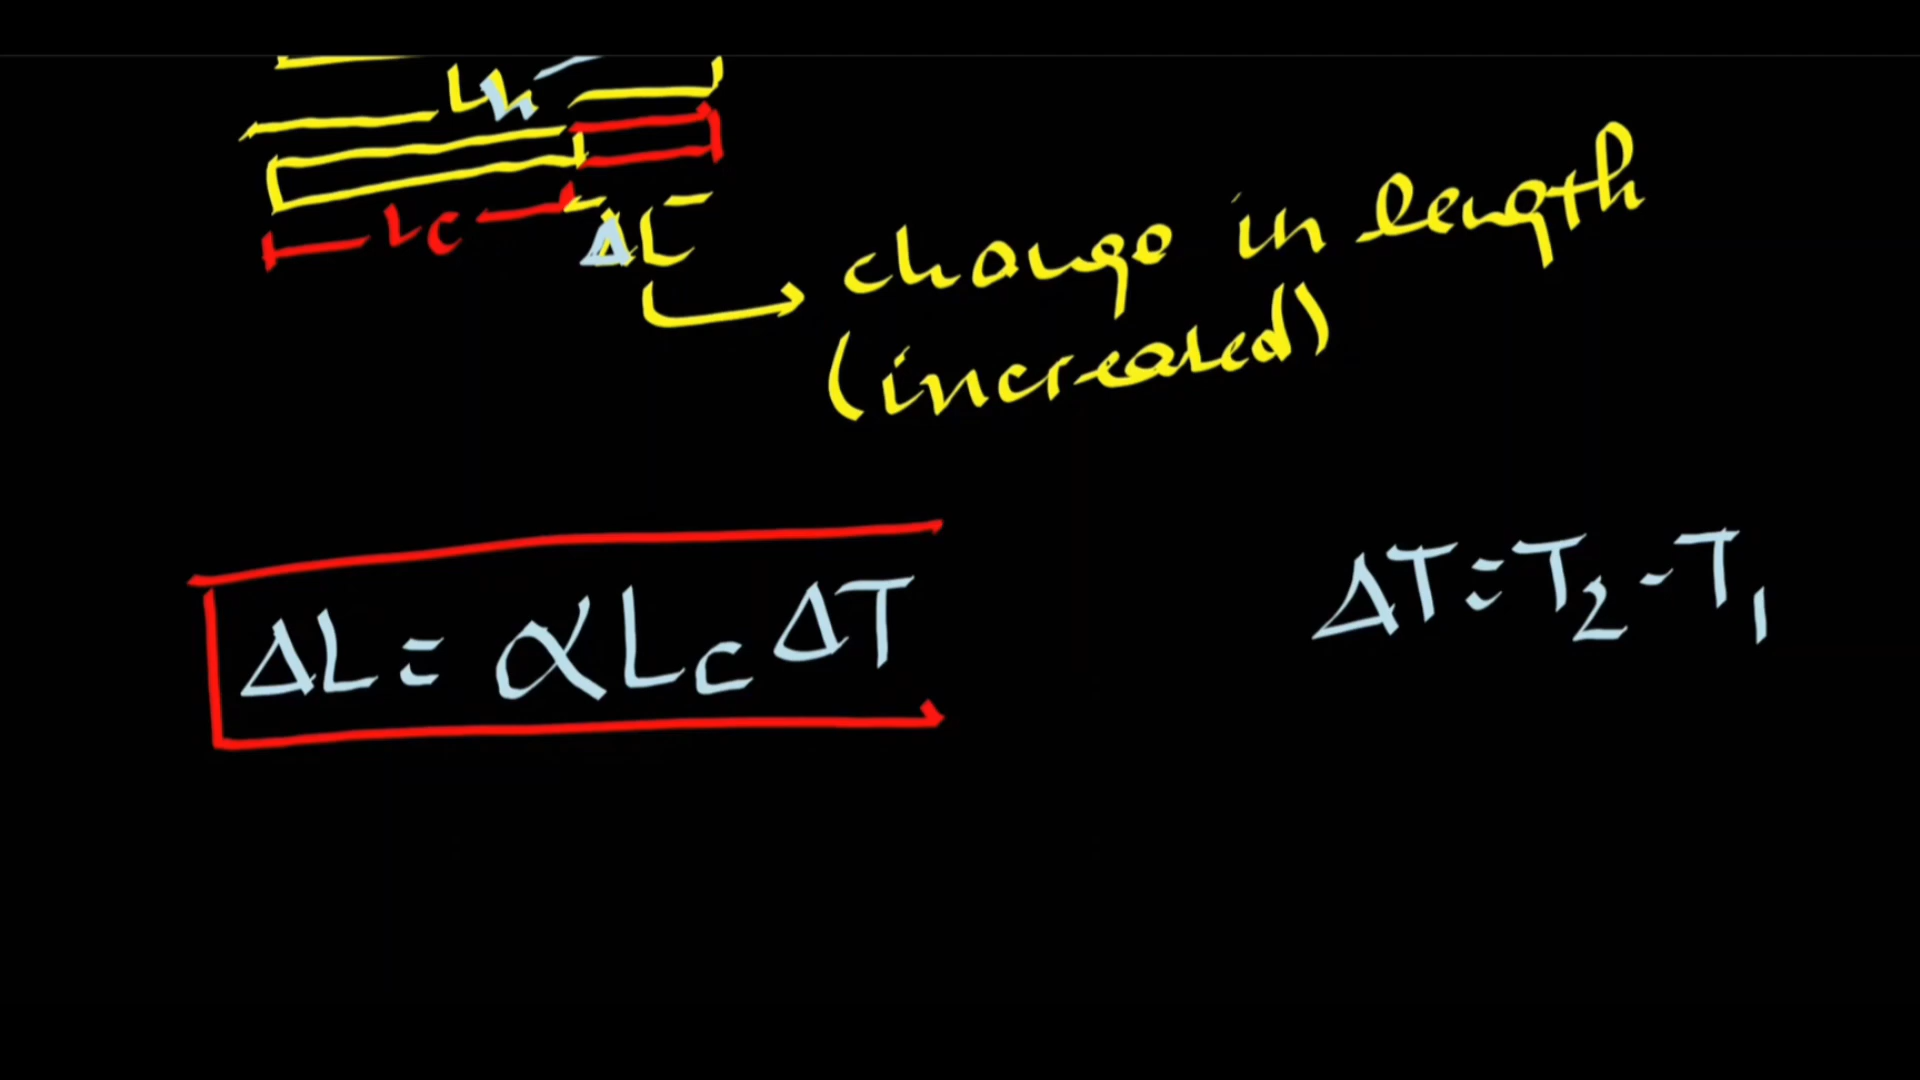 Lh
Lc
ΔL
change in length
(increased)
ΔL = αLcΔT
ΔT = T₂ - T₁